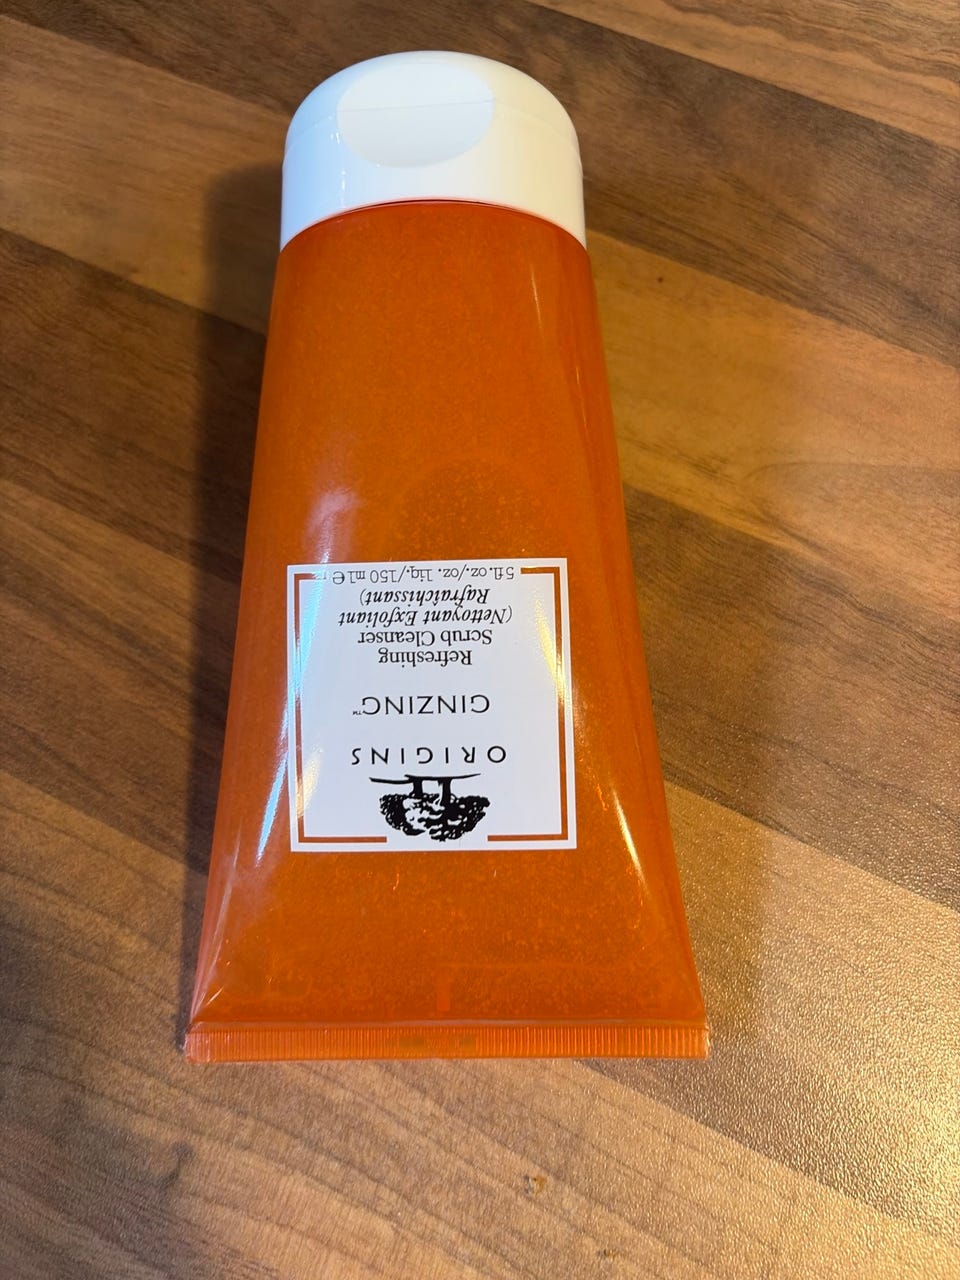 ORIGINS
GINZING™
Refreshing
Scrub Cleanser
(Nettoyant Exfoliant
Rafraîchissant)
5 fl. oz./oz. liq./150 ml e